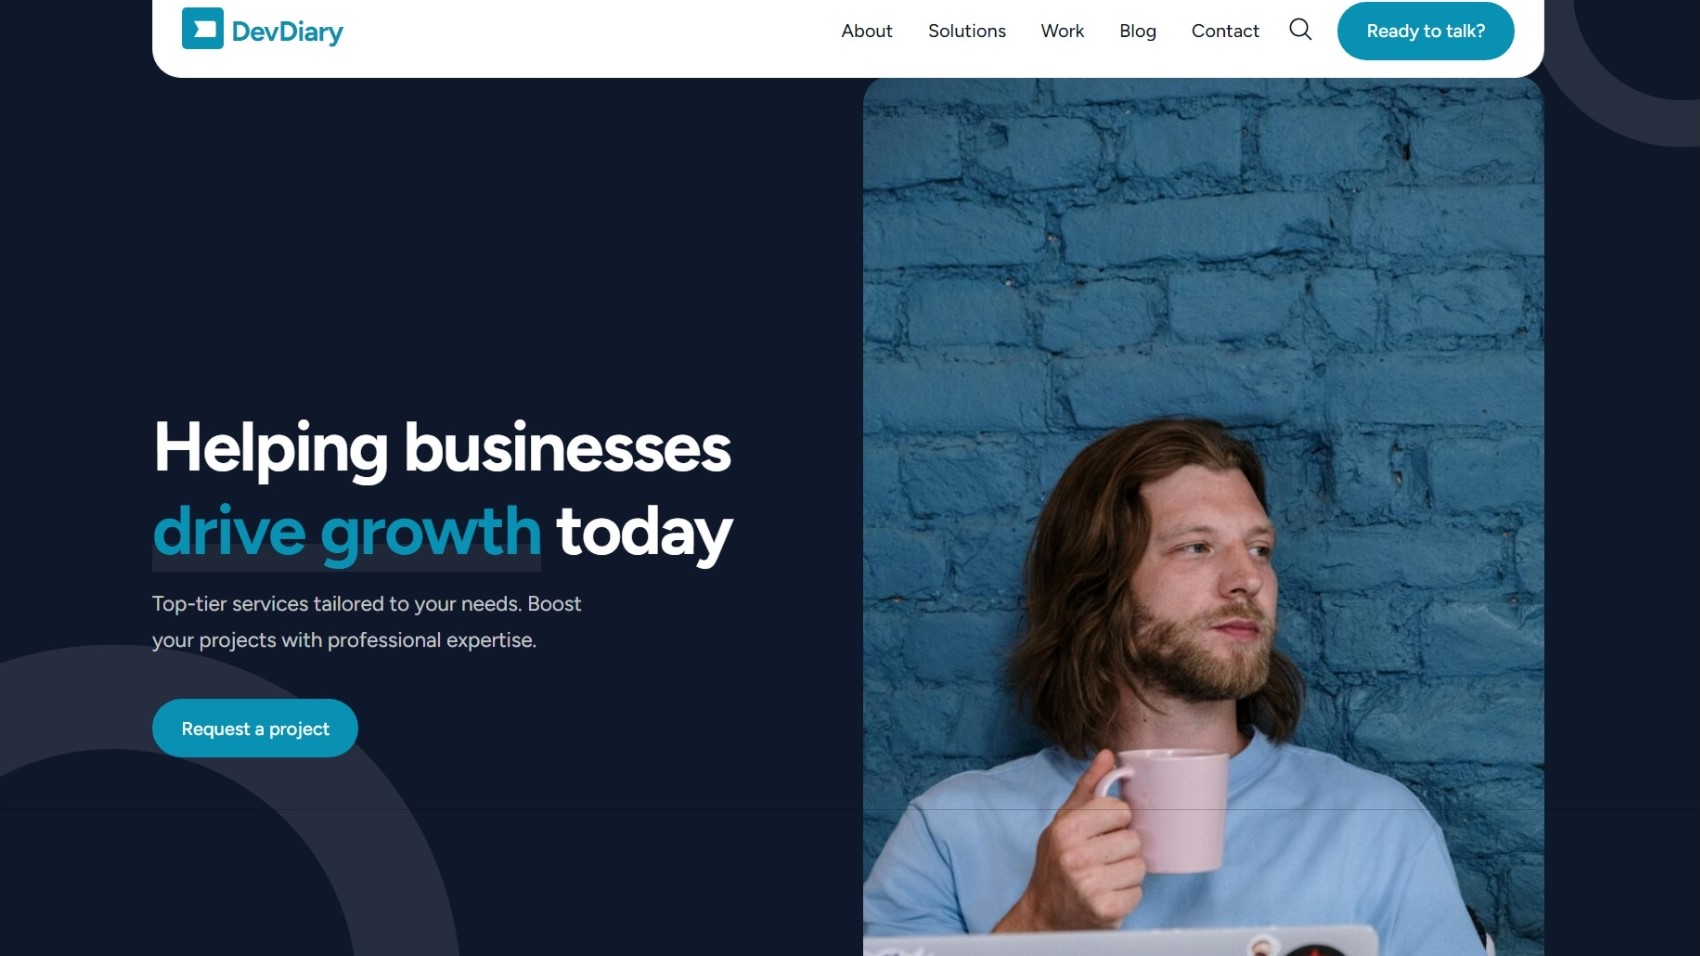 DevDiary
About Solutions Work Blog Contact Ready to talk?
Helping businesses
drive growth today
Top-tier services tailored to your needs. Boost
your projects with professional expertise.
Request a project